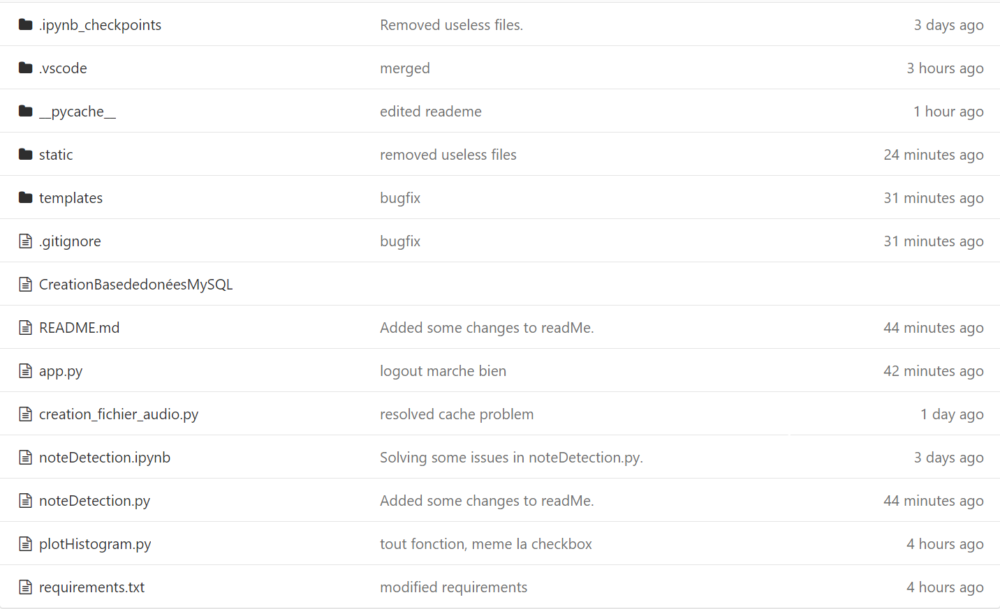 .ipynb_checkpoints Removed useless files. 3 days ago
.vscode merged 3 hours ago
__pycache__ edited reademe 1 hour ago
static removed useless files 24 minutes ago
templates bugfix 31 minutes ago
.gitignore bugfix 31 minutes ago
CreationBasededonéesMySQL
README.md Added some changes to readMe. 44 minutes ago
app.py logout marche bien 42 minutes ago
creation_fichier_audio.py resolved cache problem 1 day ago
noteDetection.ipynb Solving some issues in noteDetection.py. 3 days ago
noteDetection.py Added some changes to readMe. 44 minutes ago
plotHistogram.py tout fonction, meme la checkbox 4 hours ago
requirements.txt modified requirements 4 hours ago